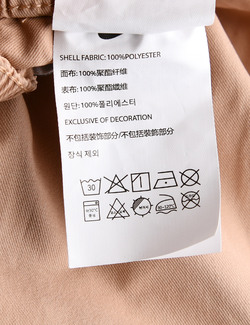 SHELL FABRIC: 100%POLYESTER
面布: 100%聚酯纤维
表布: 100%聚酯纖維
원단: 100%폴리에스터
EXCLUSIVE OF DECORATION
不包括装饰部分/不包括裝飾部分
장식 제외
30